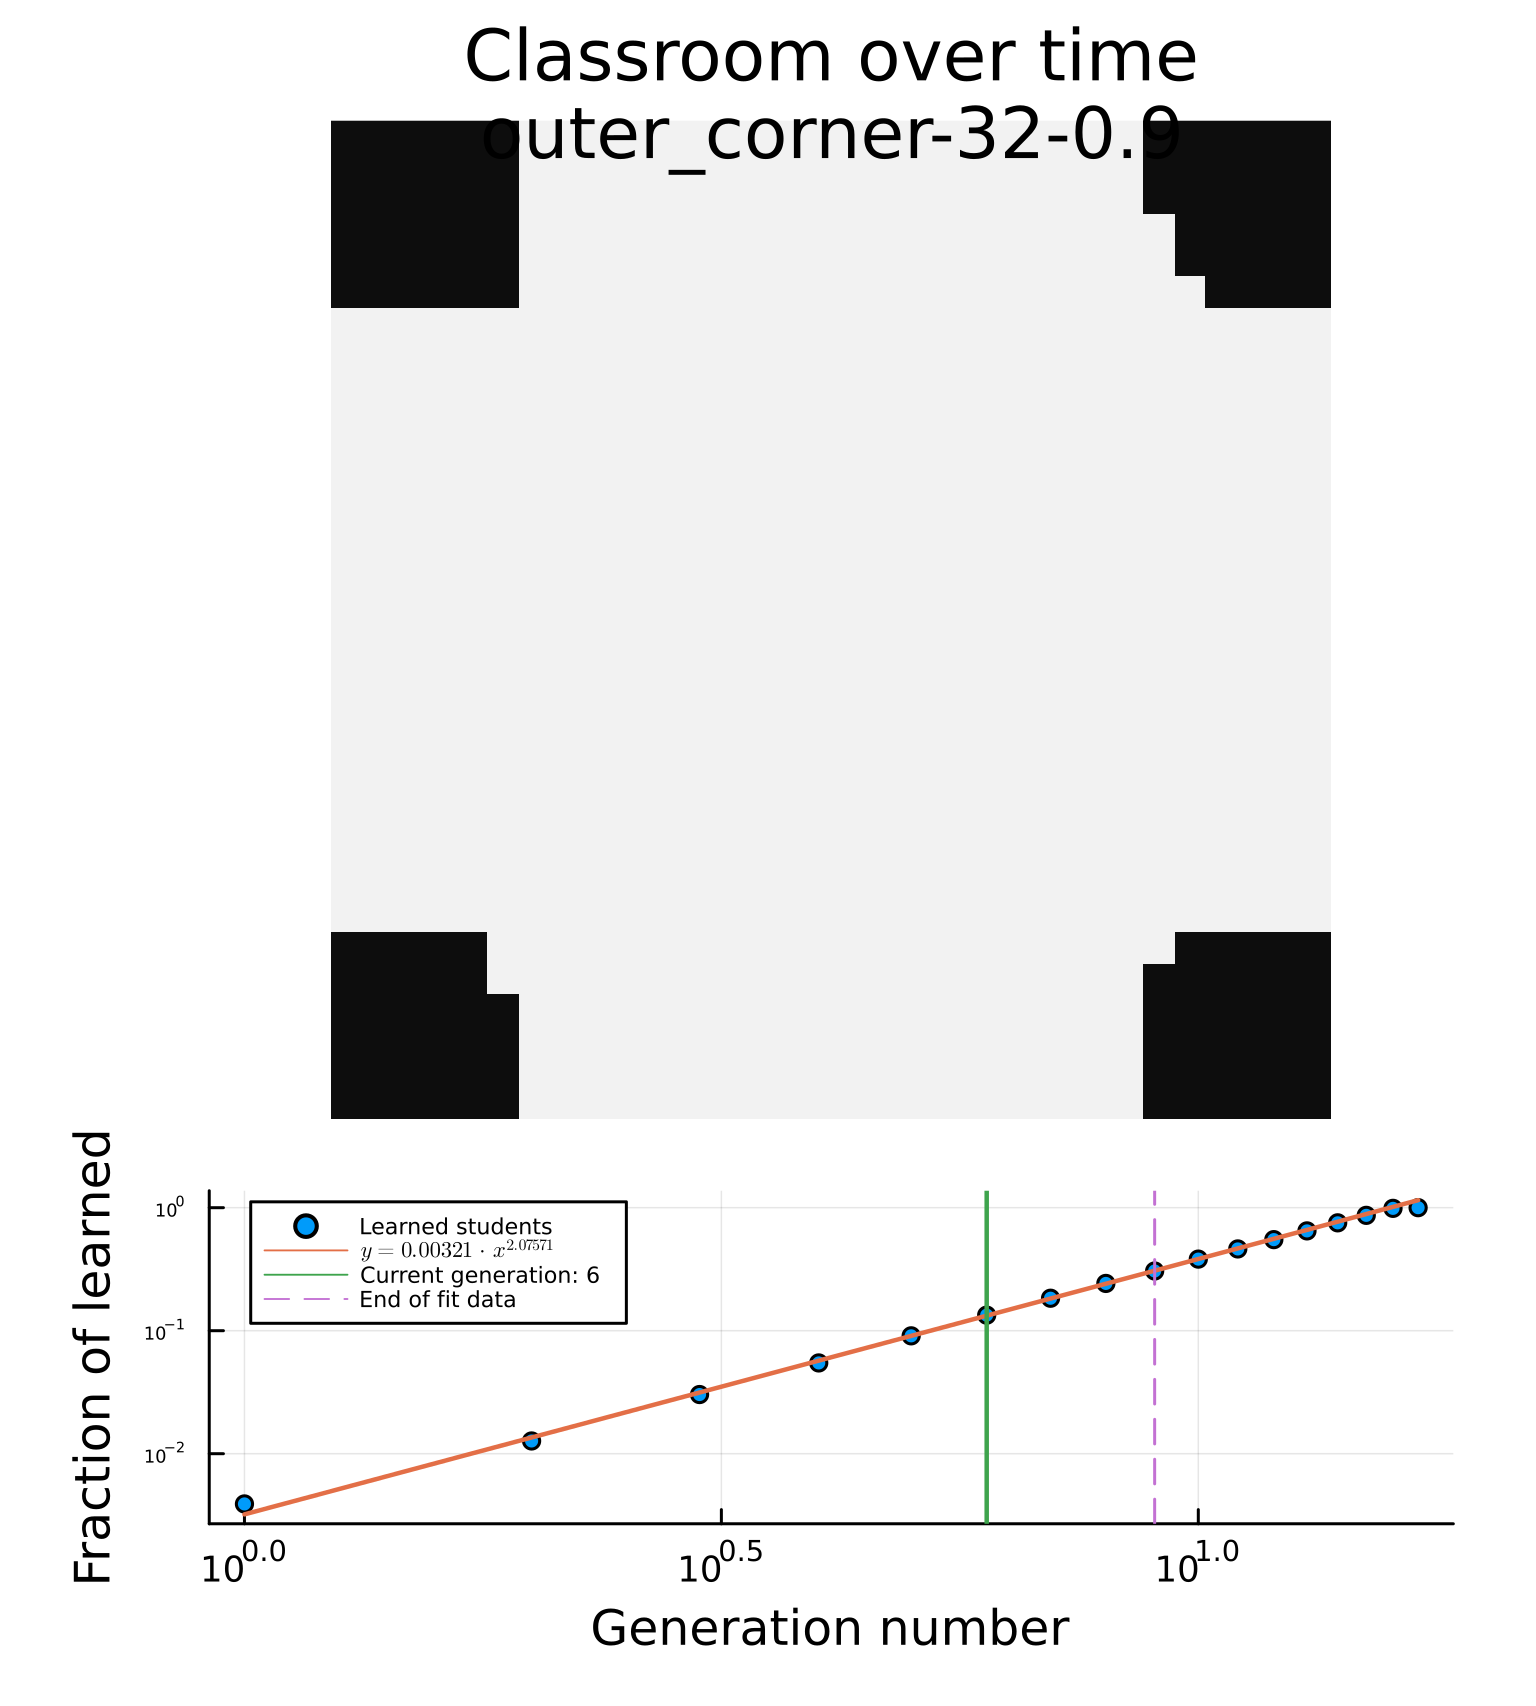 Classroom over time
outer_corner-32-0.9
Fraction of learned
10^0
10^−1
10^−2
Learned students
y = 0.00321 · x^2.07571
Current generation: 6
End of fit data
10^0.0
10^0.5
10^1.0
Generation number